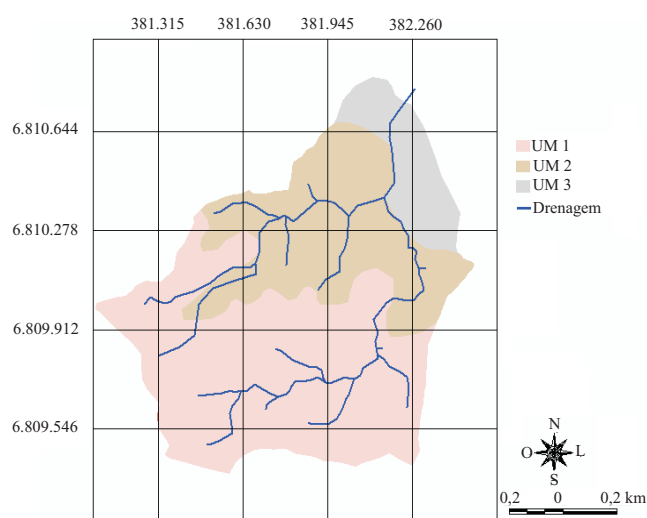 381.315 381.630 381.945 382.260
6.810.644
6.810.278
6.809.912
6.809.546
UM 1
UM 2
UM 3
Drenagem
N
O L
S
0,2 0 0,2 km